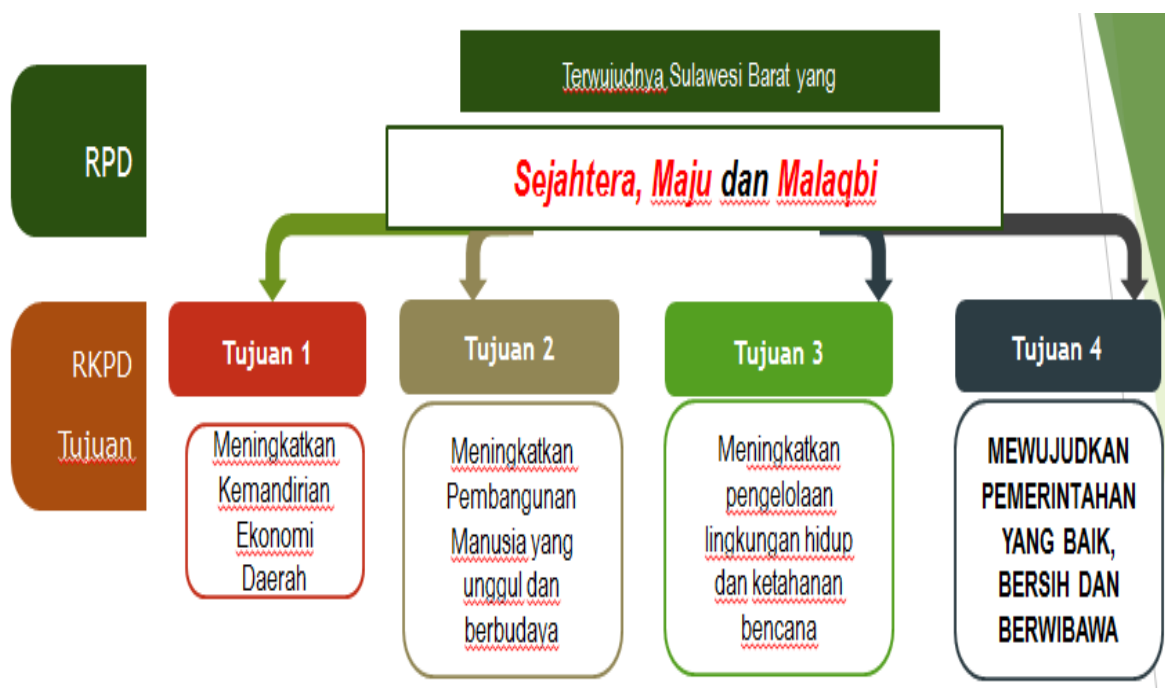 Terwujudnya Sulawesi Barat yang
RPD
Sejahtera, Maju dan Malaqbi
RKPD
Tujuan
Tujuan 1
Tujuan 2
Tujuan 3
Tujuan 4
Meningkatkan
Kemandirian
Ekonomi
Daerah
Meningkatkan
Pembangunan
Manusia yang
unggul dan
berbudaya
Meningkatkan
pengelolaan
lingkungan hidup
dan ketahanan
bencana
MEWUJUDKAN
PEMERINTAHAN
YANG BAIK,
BERSIH DAN
BERWIBAWA